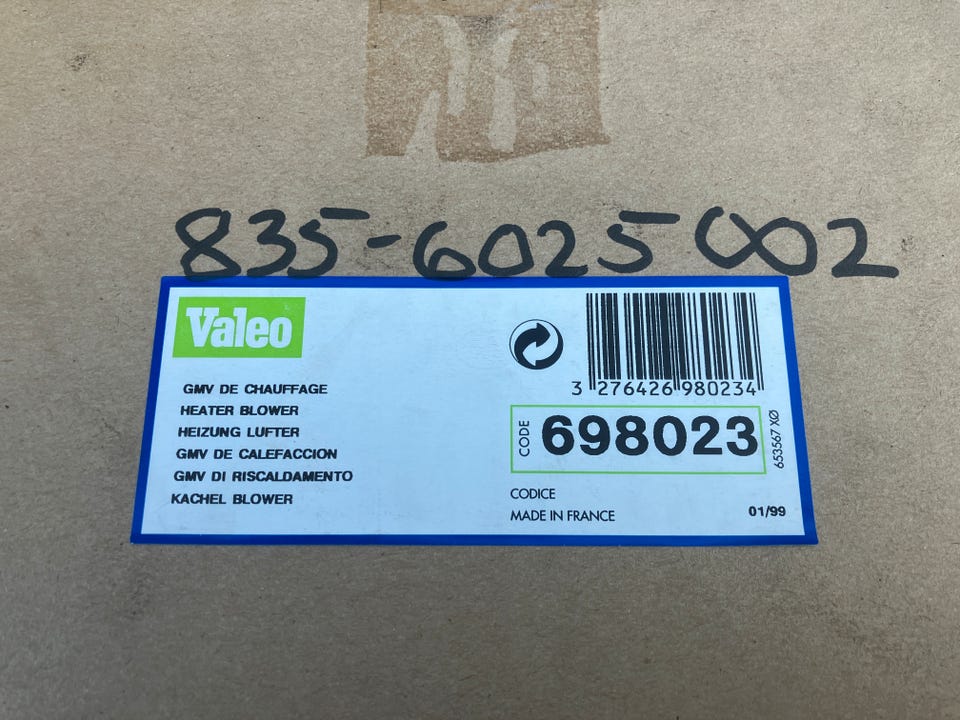 835-6025002
Valeo
GMV DE CHAUFFAGE
HEATER BLOWER
HEIZUNG LUFTER
GMV DE CALEFACCION
GMV DI RISCALDAMENTO
KACHEL BLOWER
3 276426 980234
CODE 698023
653567 XØ
CODICE
MADE IN FRANCE
01/99